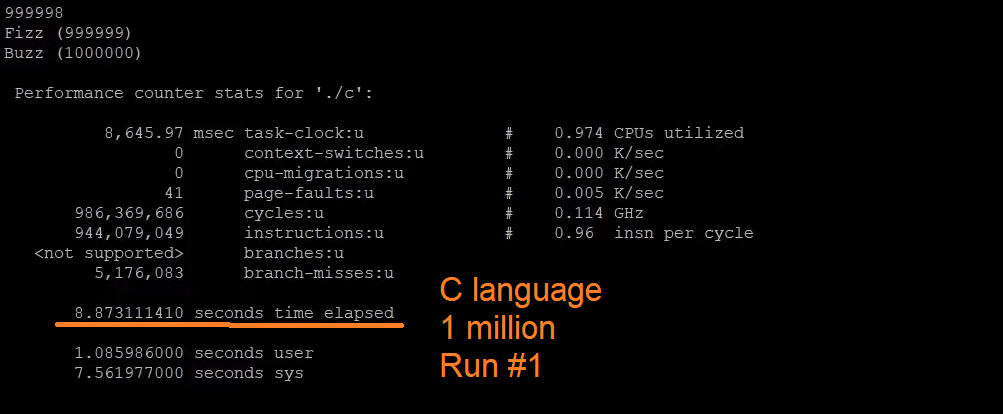 999998
Fizz (999999)
Buzz (1000000)
Performance counter stats for './c':
8,645.97 msec task-clock:u # 0.974 CPUs utilized
0 context-switches:u # 0.000 K/sec
0 cpu-migrations:u # 0.000 K/sec
41 page-faults:u # 0.005 K/sec
986,369,686 cycles:u # 0.114 GHz
944,079,049 instructions:u # 0.96 insn per cycle
<not supported> branches:u
5,176,083 branch-misses:u
8.873111410 seconds time elapsed
1.085986000 seconds user
7.561977000 seconds sys
C language
1 million
Run #1